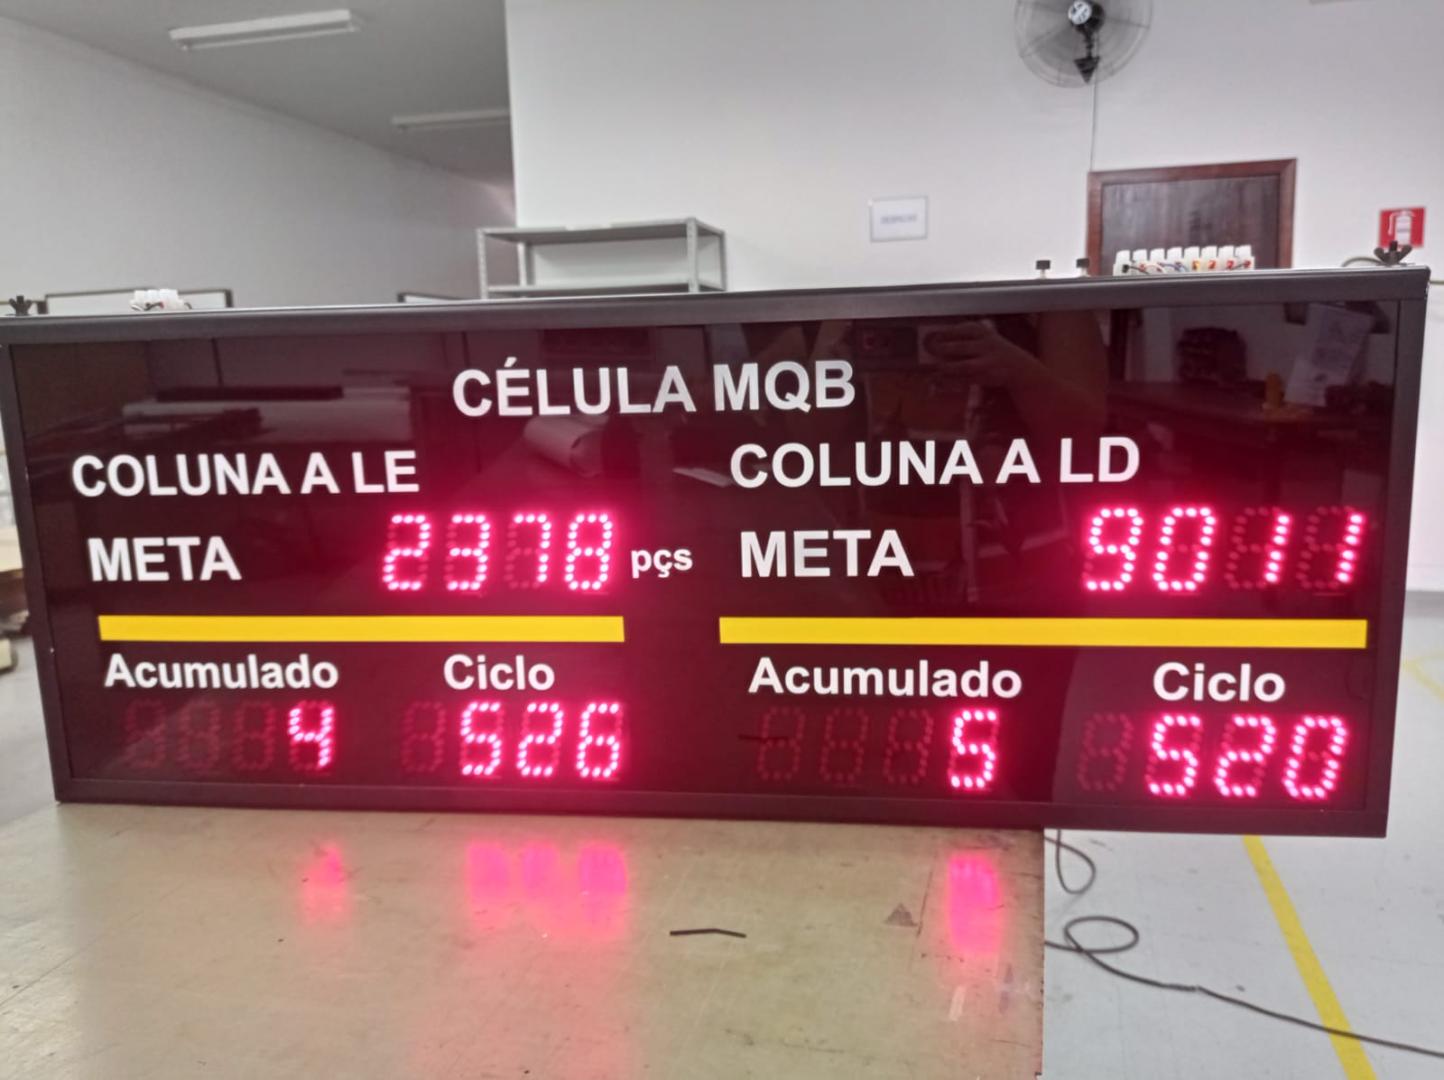 CÉLULA MQB
COLUNA A LE
META 2378 pçs
Acumulado Ciclo
4 526
COLUNA A LD
META 9011
Acumulado Ciclo
5 520